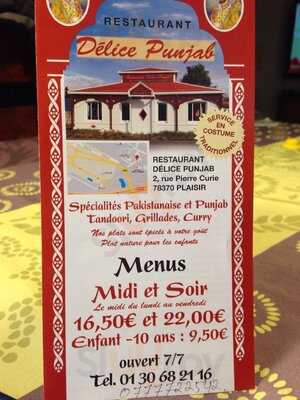 RESTAURANT
Délice Punjab
SERVICE
EN
COSTUME
TRADITIONNEL
RESTAURANT
DÉLICE PUNJAB
2, rue Pierre Curie
78370 PLAISIR
Spécialités Pakistanaise et Punjab
Tandoori, Grillades, Curry
Nos plats sont épicés à votre goût
Plat nature pour les enfants
Menus
Midi et Soir
Le midi du lundi au vendredi
16,50€ et 22,00€
Enfant -10 ans : 9,50€
ouvert 7/7
Tel. 01 30 68 21 16